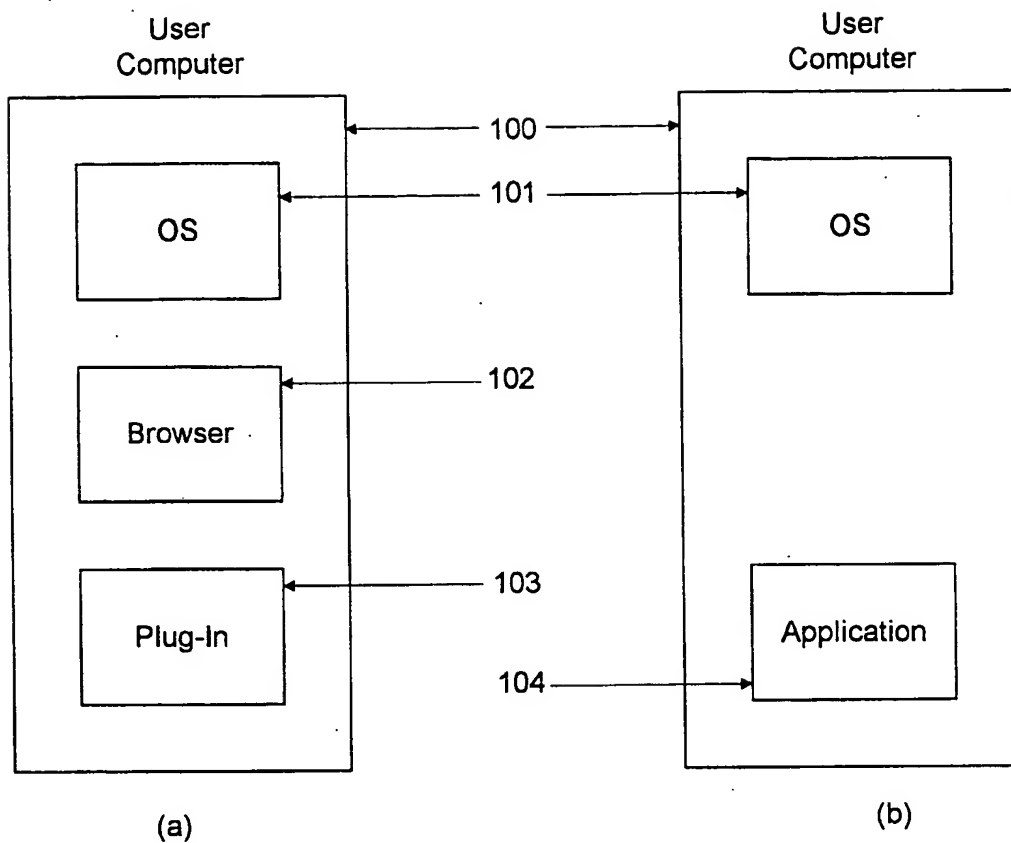 User
Computer
User
Computer
100
101
OS
OS
102
Browser
103
Plug-In
Application
104
(a)
(b)